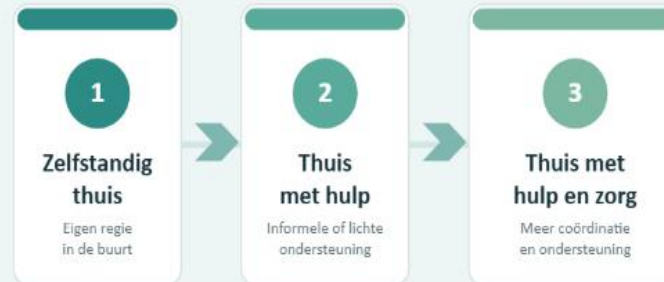 1
Zelfstandig
thuis
Eigen regie
in de buurt
2
Thuis
met hulp
Informele of lichte
ondersteuning
3
Thuis met
hulp en zorg
Meer coördinatie
en ondersteuning